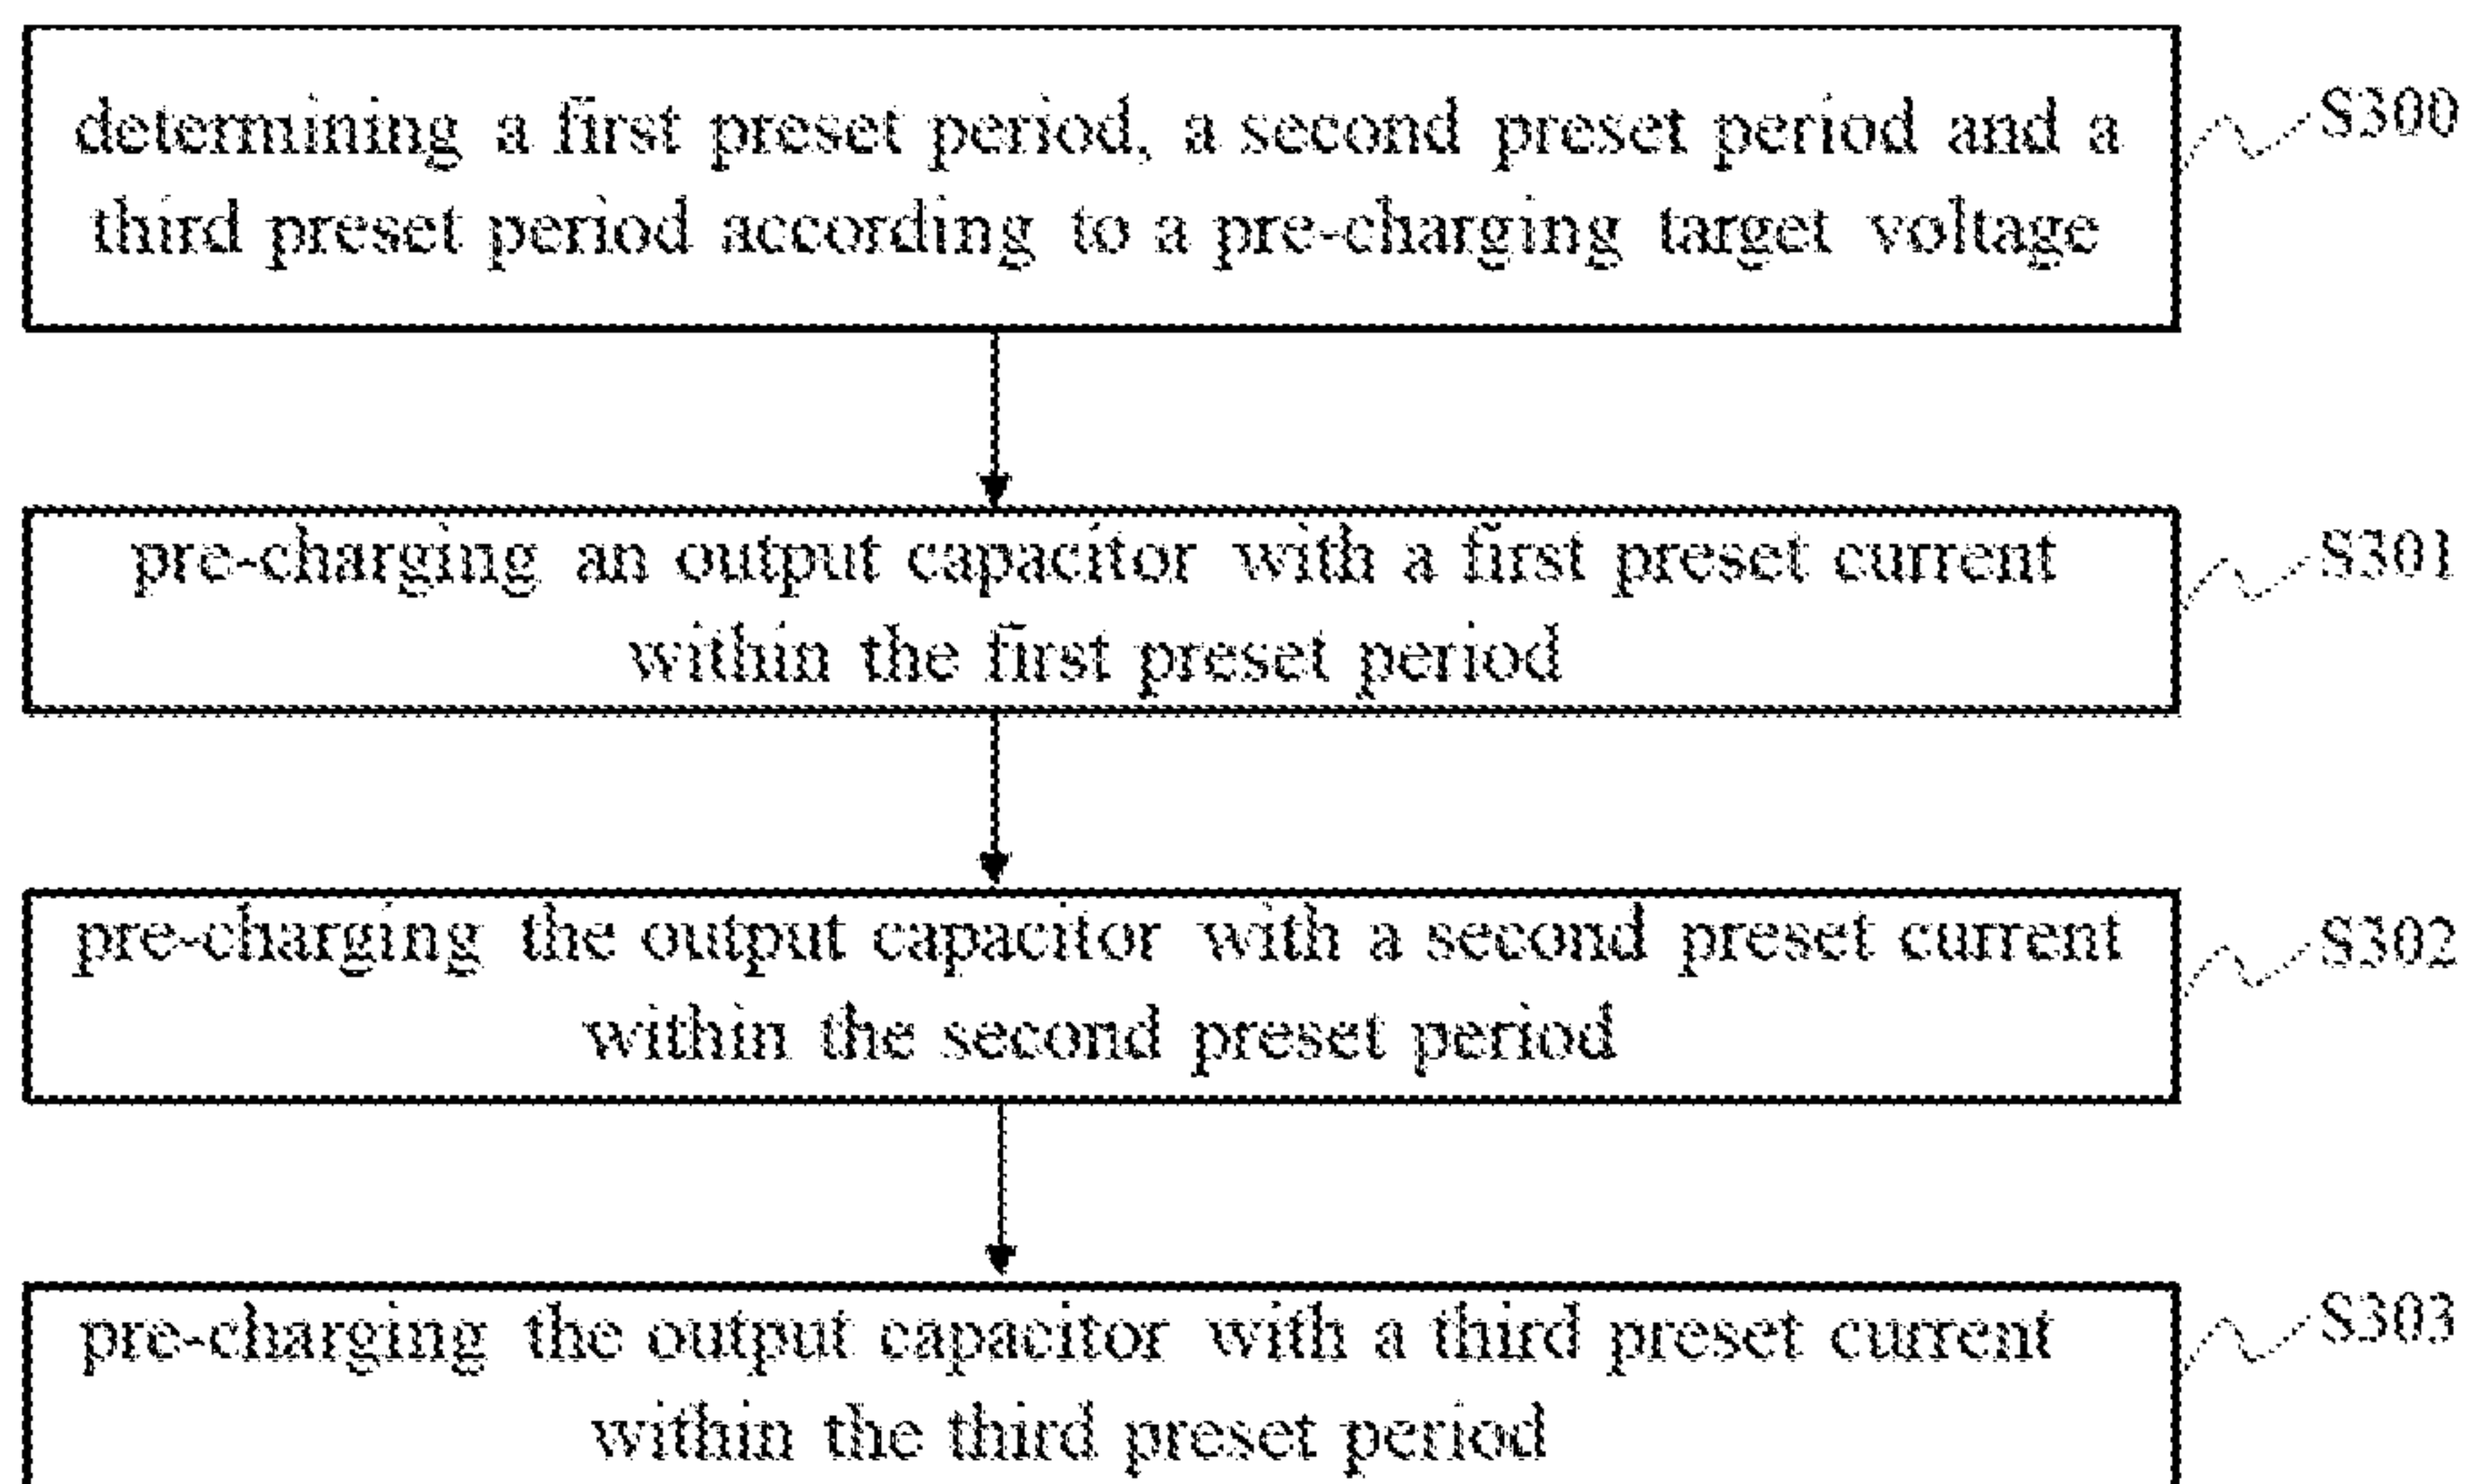 determining a first preset period, a second preset period and a
S300
third preset period according to a pre-charging target voltage
pre-charging an output capacitor with a first preset current
S301
within the first preset period
pre-charging the output capacitor with a second preset current
S302
within the second preset period
pre-charging the output capacitor with a third preset current
S303
within the third preset period